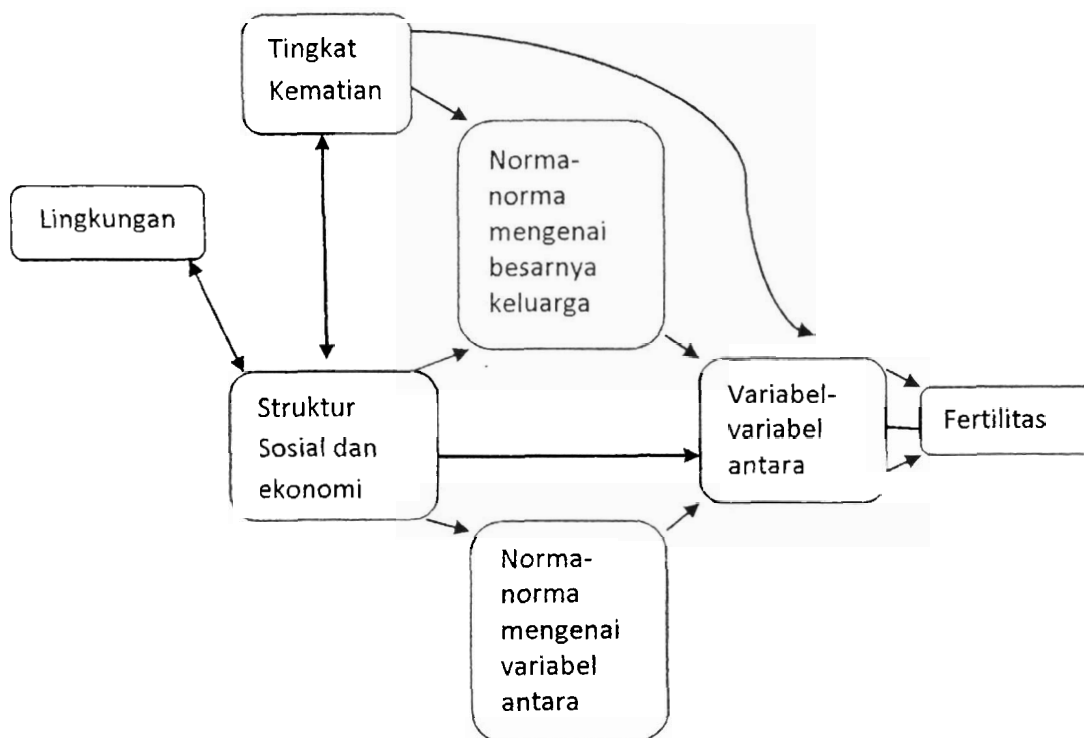 Tingkat
Kematian
Norma-
norma
mengenai
besarnya
keluarga
Lingkungan
Struktur
Sosial dan
ekonomi
Variabel-
variabel
antara
Fertilitas
Norma-
norma
mengenai
variabel
antara